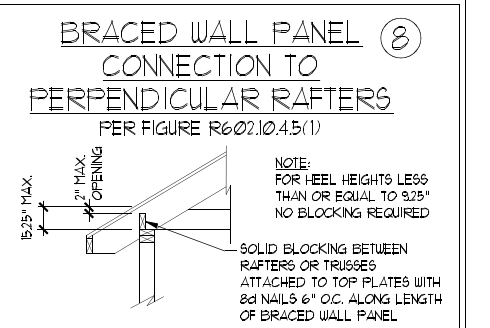 BRACED WALL PANEL
CONNECTION TO
PERPENDICULAR RAFTERS
8
PER FIGURE R602.10.4.5(1)
15.25" MAX.
2" MAX.
OPENING
NOTE:
FOR HEEL HEIGHTS LESS
THAN OR EQUAL TO 9.25"
NO BLOCKING REQUIRED
SOLID BLOCKING BETWEEN
RAFTERS OR TRUSSES
ATTACHED TO TOP PLATES WITH
8d NAILS 6" O.C. ALONG LENGTH
OF BRACED WALL PANEL